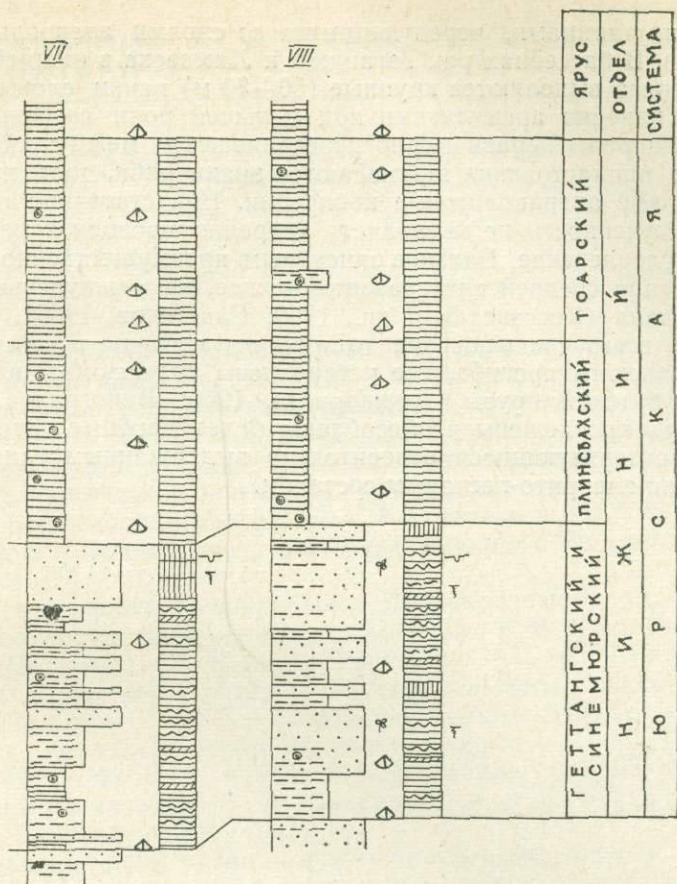 VII
VIII
ЯРУС
ОТДЕЛ
СИСТЕМА
ТОАРСКИЙ
ПЛИНСБАХСКИЙ
ГЕТТАНГСКИЙ И
СИНЕМЮРСКИЙ
НИЖНИЙ
ЮРСКАЯ